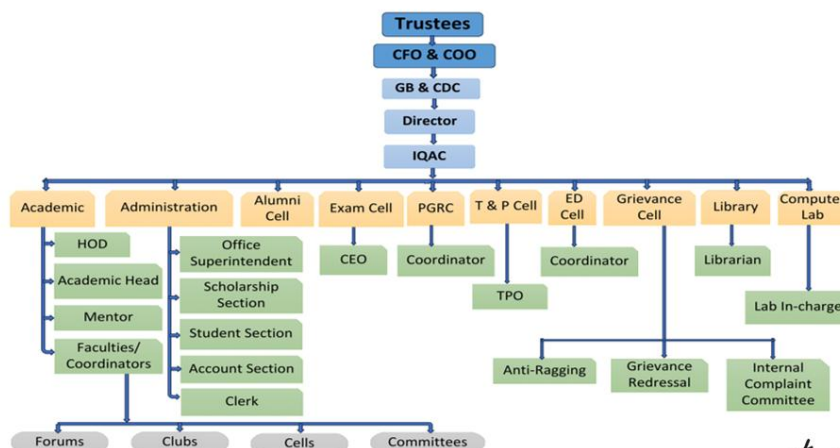 Trustees
CFO & COO
GB & CDC
Director
IQAC
Academic
Administration
Alumni
Cell
Exam Cell
PGRC
T & P Cell
ED
Cell
Grievance
Cell
Library
Computer
Lab
HOD
Academic Head
Mentor
Faculties/
Coordinators
Office
Superintendent
Scholarship
Section
Student Section
Account Section
Clerk
CEO
Coordinator
TPO
Coordinator
Librarian
Lab In-charge
Anti-Ragging
Grievance
Redressal
Internal
Complaint
Committee
Forums
Clubs
Cells
Committees